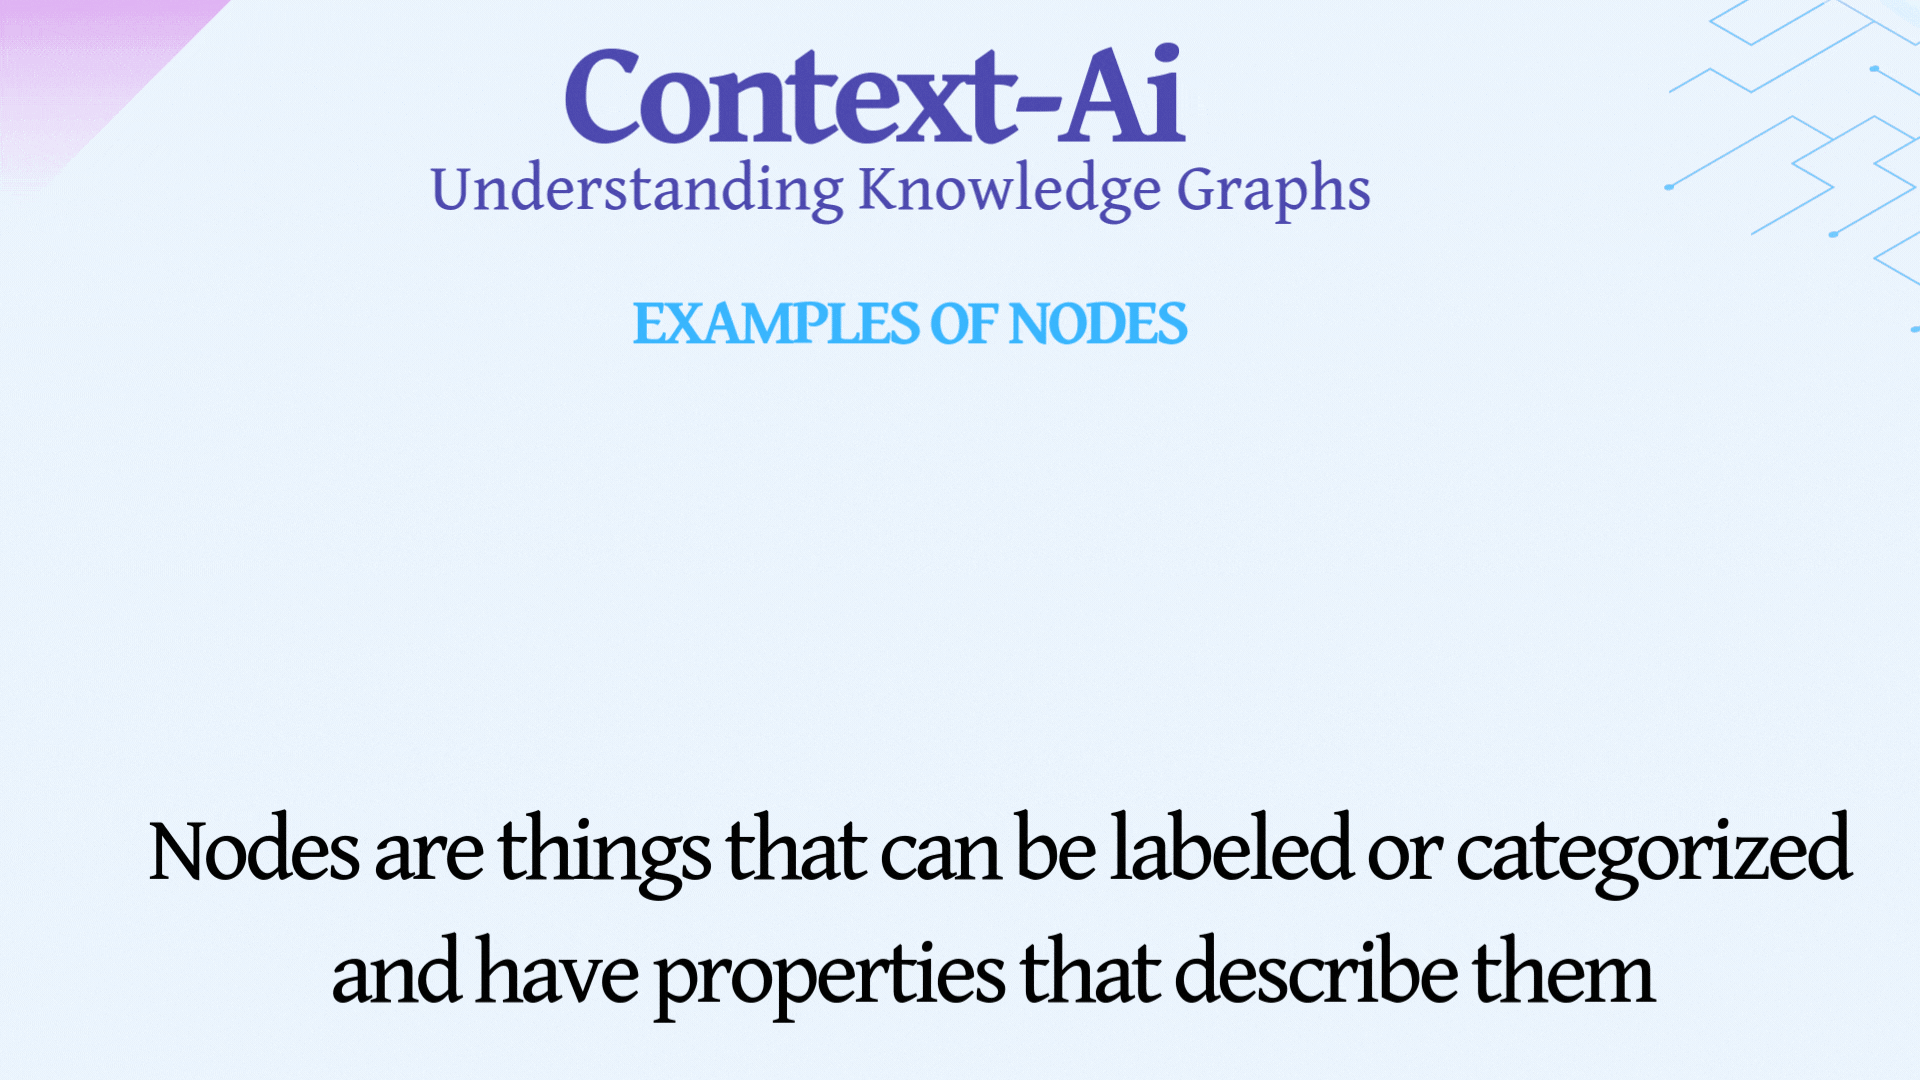 Context-Ai
Understanding Knowledge Graphs
EXAMPLES OF NODES
Nodes are things that can be labeled or categorized
and have properties that describe them